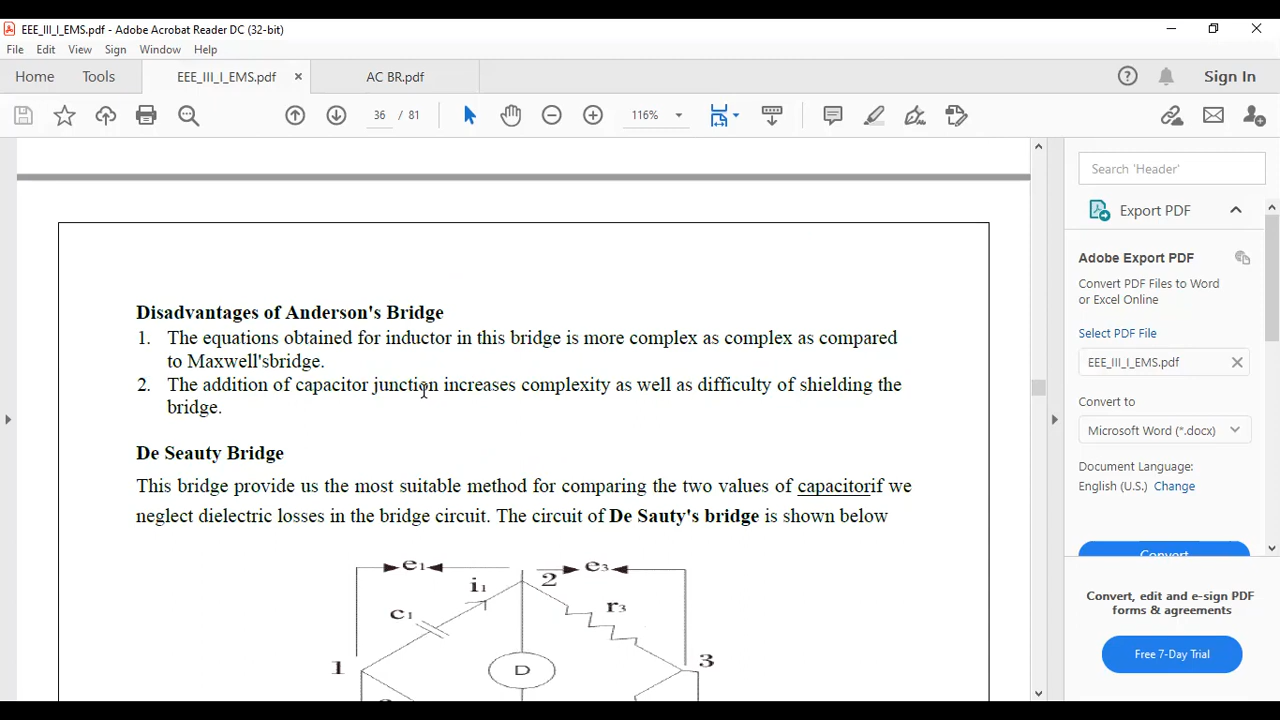 EEE_III_I_EMS.pdf - Adobe Acrobat Reader DC (32-bit)
File Edit View Sign Window Help
Home Tools EEE_III_I_EMS.pdf × AC BR.pdf Sign In
36 / 81 116%
Search 'Header'
Export PDF
Adobe Export PDF
Convert PDF Files to Word
or Excel Online
Select PDF File
EEE_III_I_EMS.pdf
Convert to
Microsoft Word (*.docx)
Document Language:
English (U.S.) Change
Convert
Convert, edit and e-sign PDF
forms & agreements
Free 7-Day Trial
Disadvantages of Anderson's Bridge
1. The equations obtained for inductor in this bridge is more complex as complex as compared
to Maxwell'sbridge.
2. The addition of capacitor junction increases complexity as well as difficulty of shielding the
bridge.
De Seauty Bridge
This bridge provide us the most suitable method for comparing the two values of capacitorif we
neglect dielectric losses in the bridge circuit. The circuit of De Sauty's bridge is shown below
e1 e3
i1 2
c1 r3
1 D 3